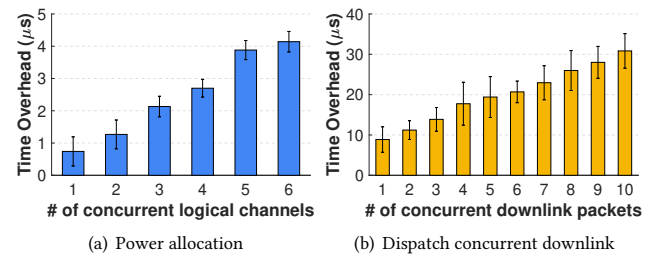 Time Overhead (μs)
5
4
3
2
1
0
1 2 3 4 5 6
# of concurrent logical channels
(a) Power allocation
Time Overhead (μs)
40
30
20
10
0
1 2 3 4 5 6 7 8 9 10
# of concurrent downlink packets
(b) Dispatch concurrent downlink